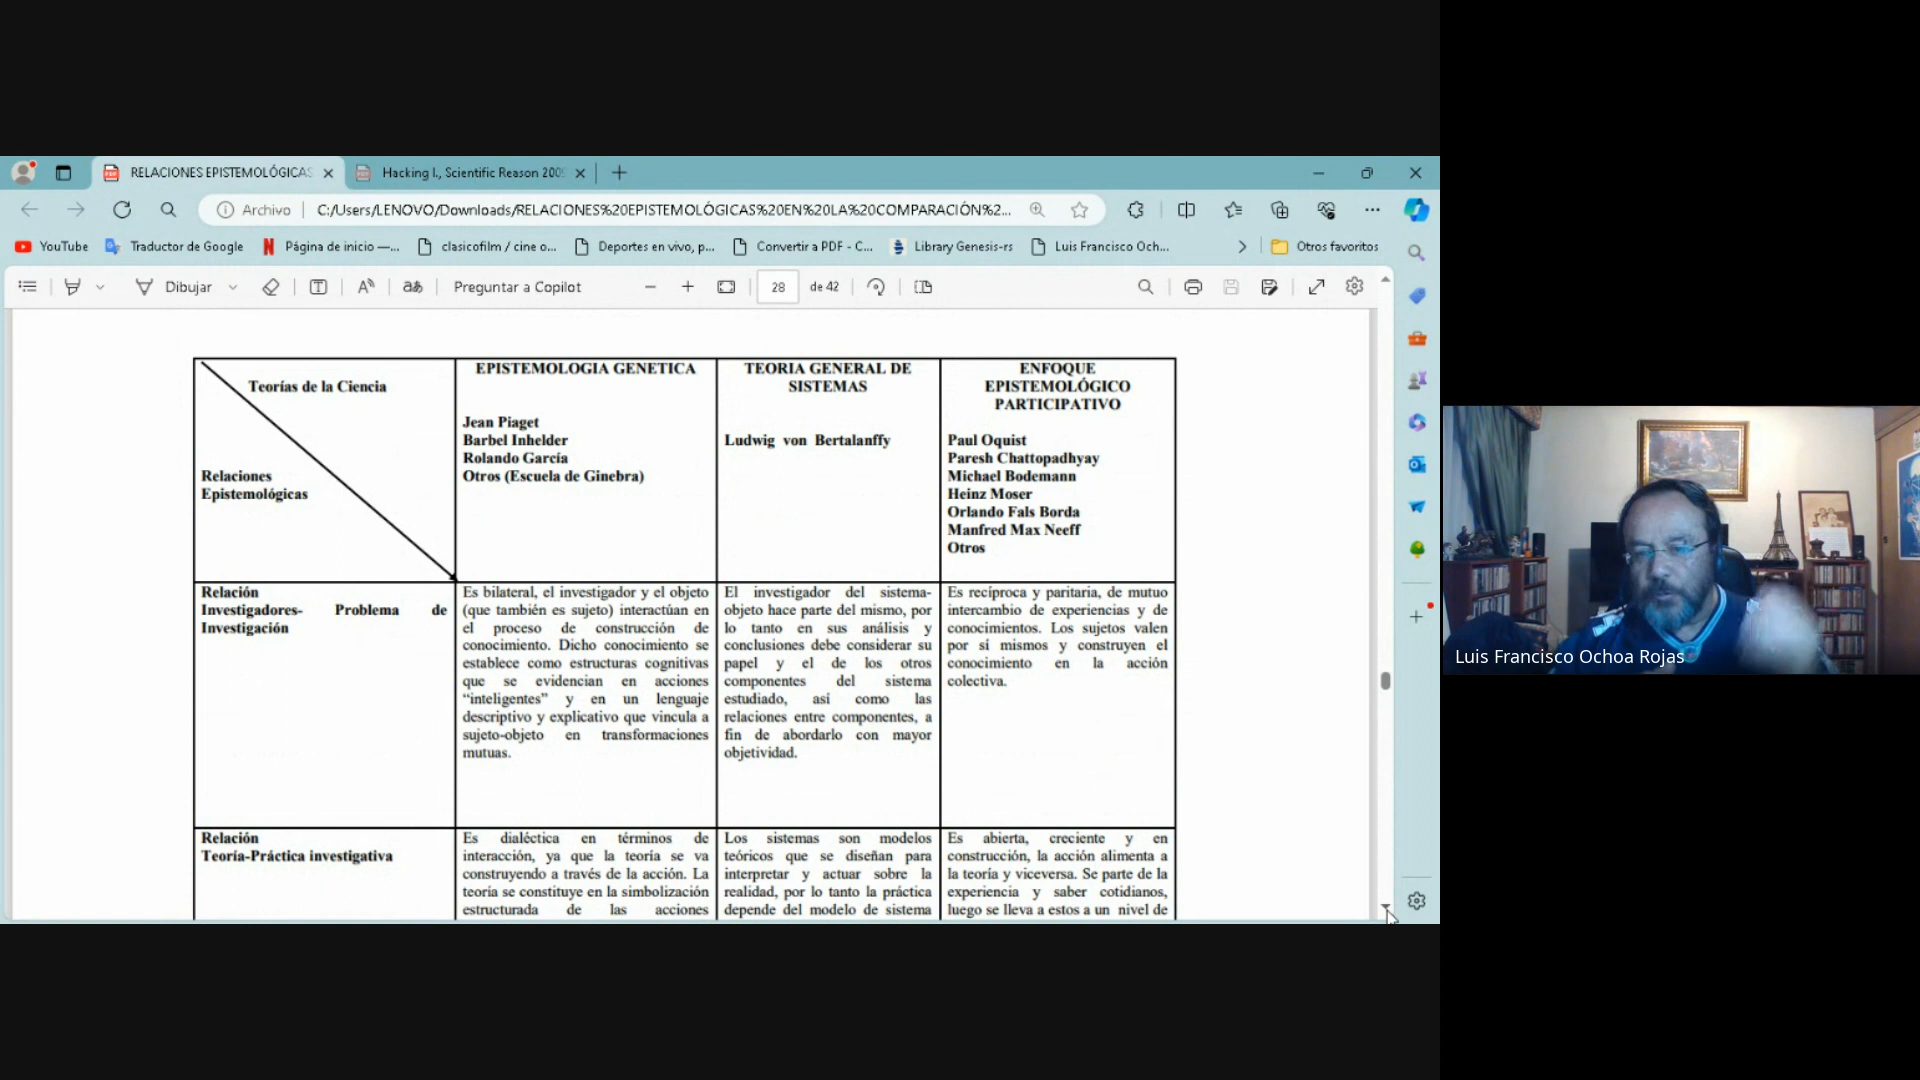 RELACIONES EPISTEMOLÓGICAS
Hacking I., Scientific Reason 200
Archivo
C:/Users/LENOVO/Downloads/RELACIONES%20EPISTEMOLÓGICAS%20EN%20LA%20COMPARACIÓN%2...
YouTube
Traductor de Google
Página de inicio —...
clasicofilm / cine o...
Deportes en vivo, p...
Convertir a PDF - C...
Library Genesis-rs
Luis Francisco Och...
Otros favoritos
Dibujar
Preguntar a Copilot
28
de 42
Teorías de la Ciencia
Relaciones
Epistemológicas
EPISTEMOLOGIA GENETICA
Jean Piaget
Barbel Inhelder
Rolando García
Otros (Escuela de Ginebra)
TEORIA GENERAL DE
SISTEMAS
Ludwig von Bertalanffy
ENFOQUE
EPISTEMOLÓGICO
PARTICIPATIVO
Paul Oquist
Paresh Chattopadhyay
Michael Bodemann
Heinz Moser
Orlando Fals Borda
Manfred Max Neeff
Otros
Relación
Investigadores- Problema de
Investigación
Es bilateral, el investigador y el objeto
(que también es sujeto) interactúan en
el proceso de construcción de
conocimiento. Dicho conocimiento se
establece como estructuras cognitivas
que se evidencian en acciones
“inteligentes” y en un lenguaje
descriptivo y explicativo que vincula a
sujeto-objeto en transformaciones
mutuas.
El investigador del sistema-
objeto hace parte del mismo, por
lo tanto en sus análisis y
conclusiones debe considerar su
papel y el de los otros
componentes del sistema
estudiado, así como las
relaciones entre componentes, a
fin de abordarlo con mayor
objetividad.
Es recíproca y paritaria, de mutuo
intercambio de experiencias y de
conocimientos. Los sujetos valen
por sí mismos y construyen el
conocimiento en la acción
colectiva.
Relación
Teoría-Práctica investigativa
Es dialéctica en términos de
interacción, ya que la teoría se va
construyendo a través de la acción. La
teoría se constituye en la simbolización
estructurada de las acciones
Los sistemas son modelos
teóricos que se diseñan para
interpretar y actuar sobre la
realidad, por lo tanto la práctica
depende del modelo de sistema
Es abierta, creciente y en
construcción, la acción alimenta a
la teoría y viceversa. Se parte de la
experiencia y saber cotidianos,
luego se lleva a estos a un nivel de
Luis Francisco Ochoa Rojas